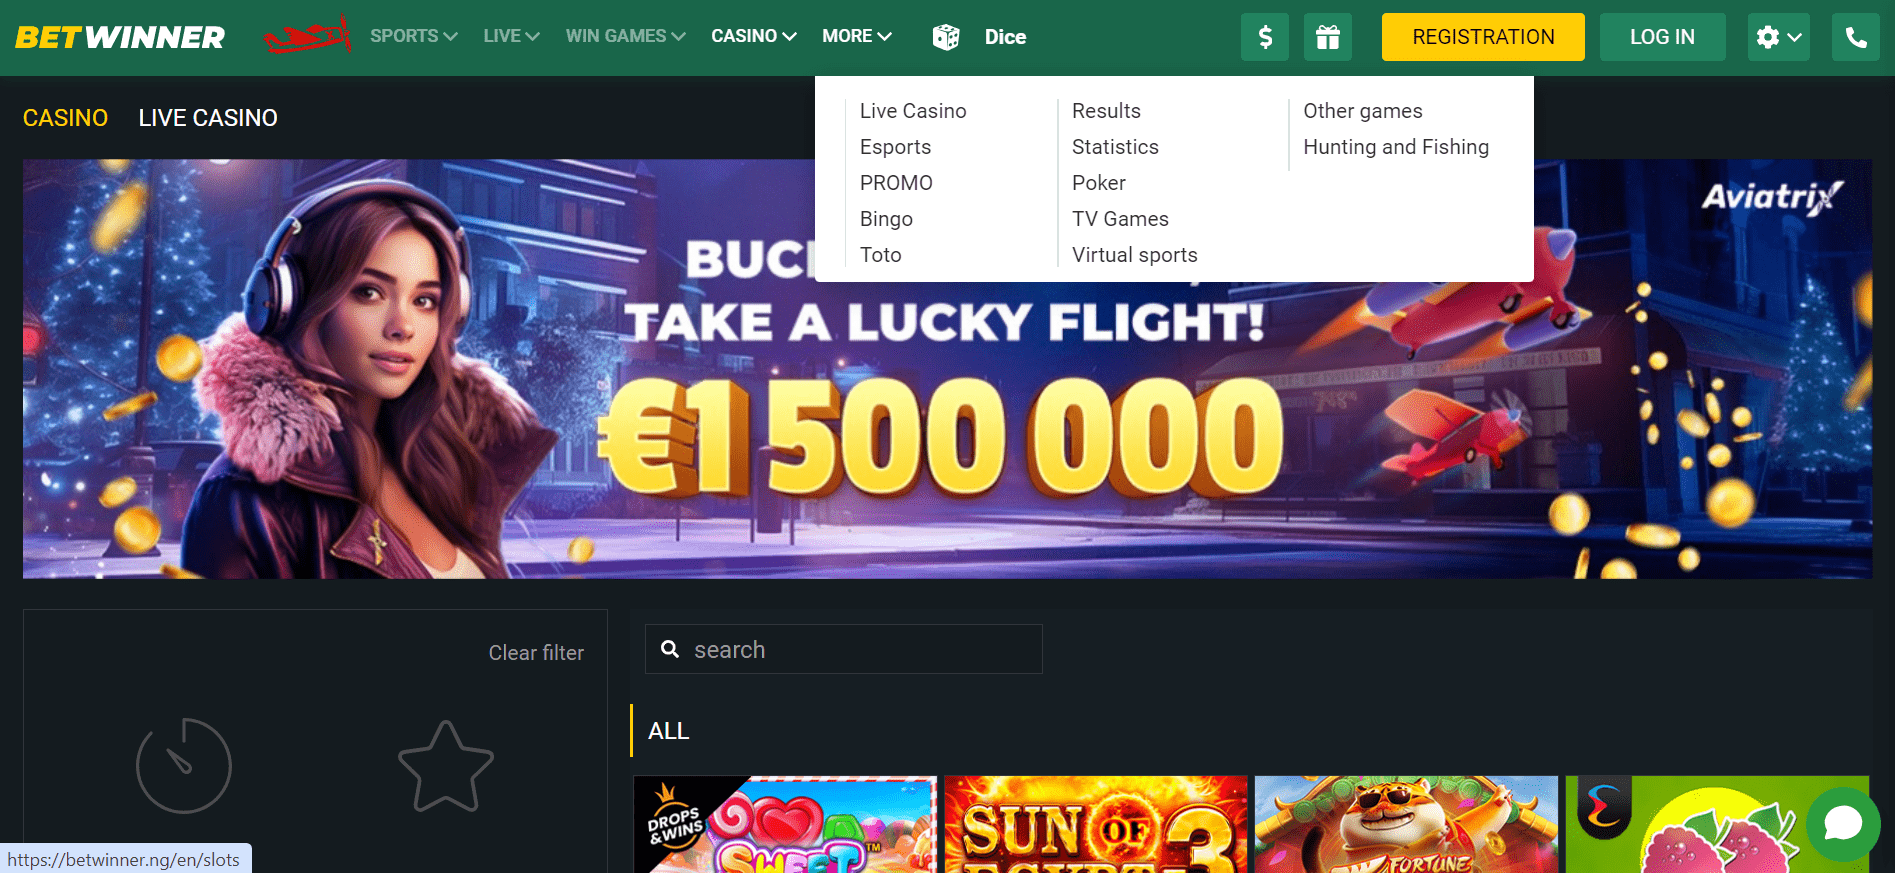 BETWINNER
SPORTS
LIVE
WIN GAMES
CASINO
MORE
Dice
$
REGISTRATION
LOG IN
CASINO
LIVE CASINO
Live Casino
Esports
PROMO
Bingo
Toto
Results
Statistics
Poker
TV Games
Virtual sports
Other games
Hunting and Fishing
Aviatrix
TAKE A LUCKY FLIGHT!
€1 500 000
Clear filter
search
ALL
DROPS
&WINS
SWEET
SUN OF
EGYPT 3
FORTUNE
https://betwinner.ng/en/slots